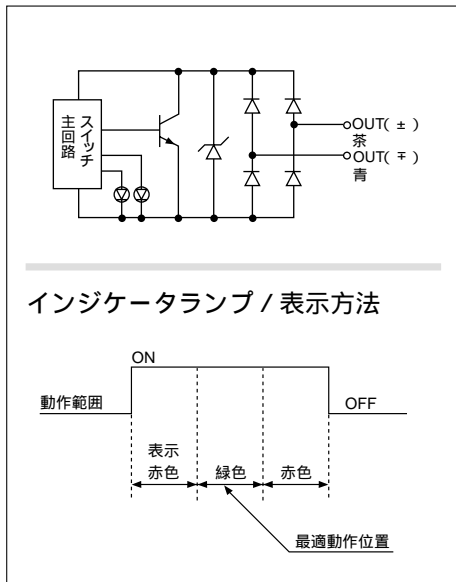 スイッチ
主回路
OUT(±)
茶
OUT(∓)
青
インジケータランプ / 表示方法
ON
動作範囲
OFF
表示
赤色
緑色
赤色
最適動作位置